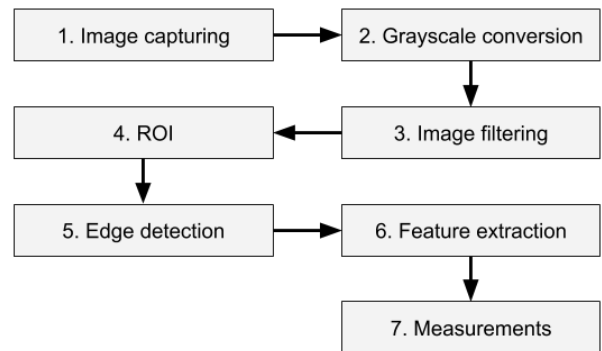 1. Image capturing
2. Grayscale conversion
3. Image filtering
4. ROI
5. Edge detection
6. Feature extraction
7. Measurements